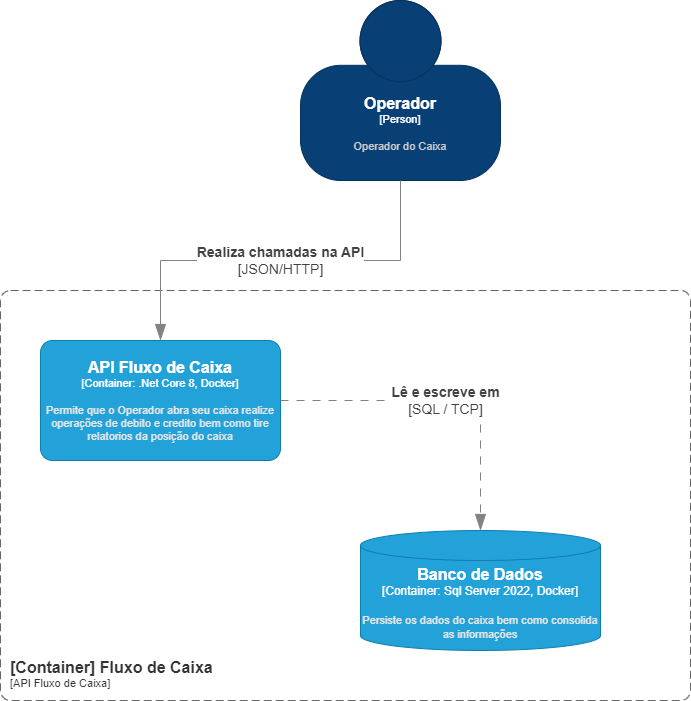 Operador
[Person]
Operador do Caixa
Realiza chamadas na API
[JSON/HTTP]
API Fluxo de Caixa
[Container: .Net Core 8, Docker]
Permite que o Operador abra seu caixa realize
operações de debito e credito bem como tire
relatorios da posição do caixa
Lê e escreve em
[SQL / TCP]
Banco de Dados
[Container: Sql Server 2022, Docker]
Persiste os dados do caixa bem como consolida
as informações
[Container] Fluxo de Caixa
[API Fluxo de Caixa]